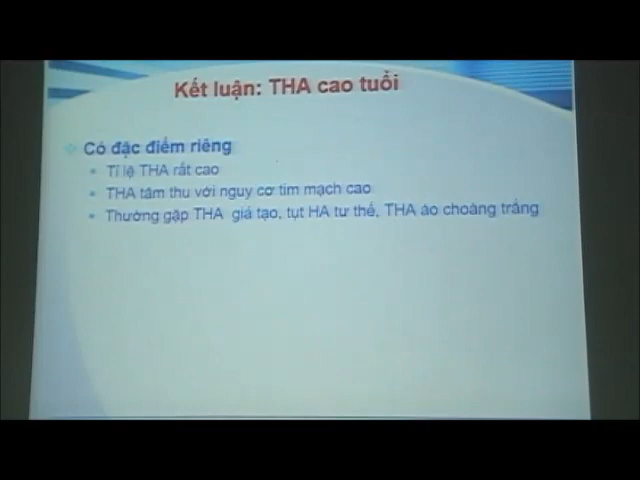 Kết luận: THA cao tuổi
Có đặc điểm riêng
Tỉ lệ THA rất cao
THA tâm thu với nguy cơ tim mạch cao
Thường gặp THA giả tạo, tụt HA tư thế, THA áo choàng trắng